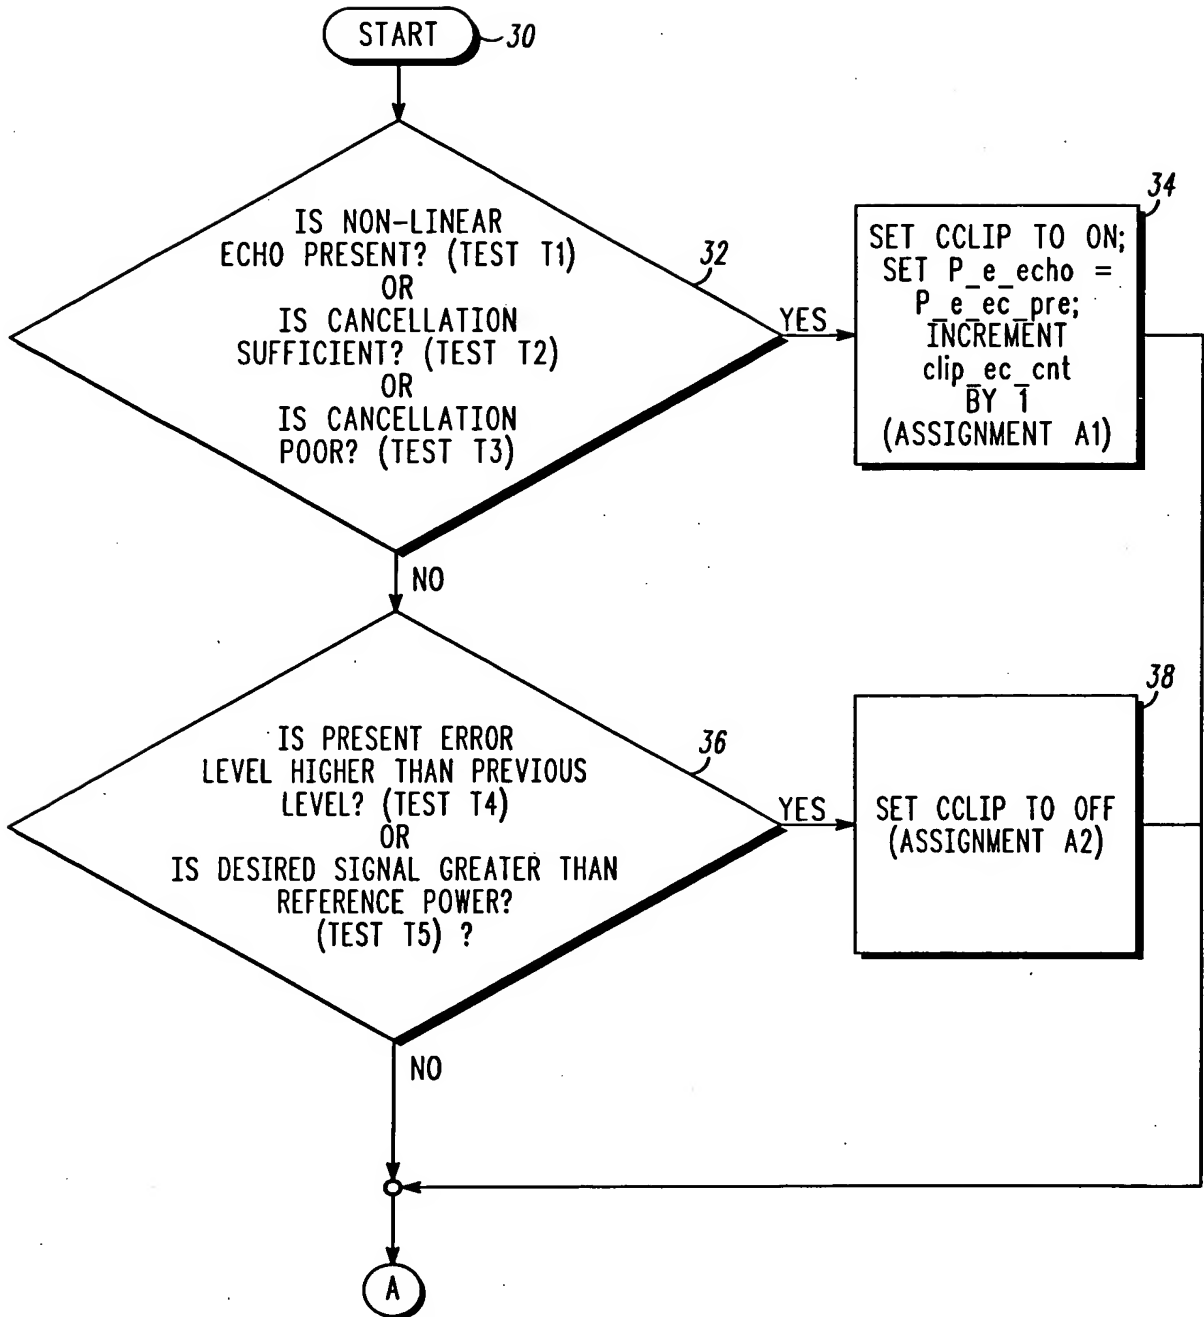 START
30
IS NON-LINEAR
ECHO PRESENT? (TEST T1)
OR
IS CANCELLATION
SUFFICIENT? (TEST T2)
OR
IS CANCELLATION
POOR? (TEST T3)
32
YES
34
SET CCLIP TO ON;
SET P_e_echo =
P_e_ec_pre;
INCREMENT
clip_ec_cnt
BY 1
(ASSIGNMENT A1)
NO
IS PRESENT ERROR
LEVEL HIGHER THAN PREVIOUS
LEVEL? (TEST T4)
OR
IS DESIRED SIGNAL GREATER THAN
REFERENCE POWER?
(TEST T5) ?
36
YES
38
SET CCLIP TO OFF
(ASSIGNMENT A2)
NO
A